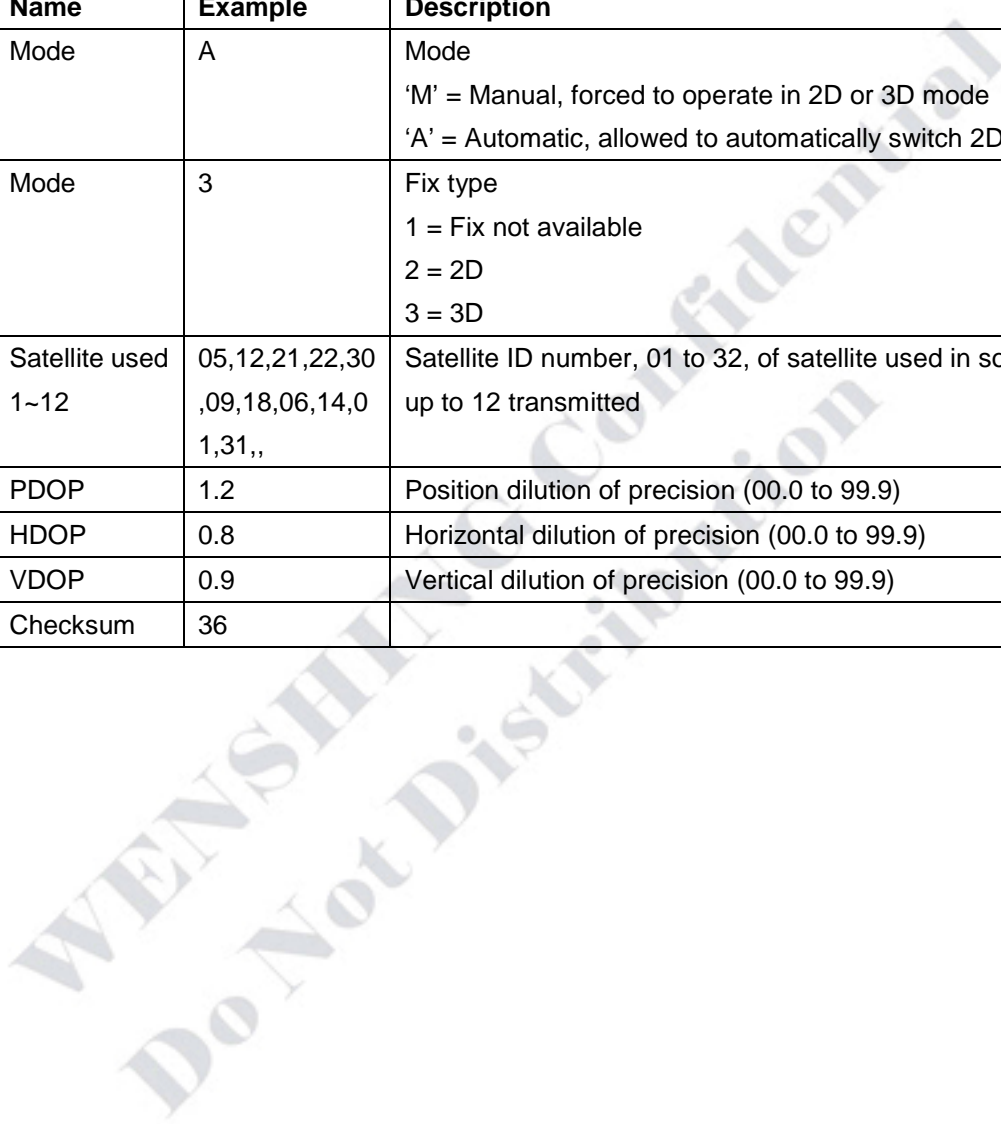 Name Example Description
Mode A Mode
‘M’ = Manual, forced to operate in 2D or 3D mode
‘A’ = Automatic, allowed to automatically switch 2D
Mode 3 Fix type
1 = Fix not available
2 = 2D
3 = 3D
Satellite used 05,12,21,22,30 Satellite ID number, 01 to 32, of satellite used in
1~12 ,09,18,06,14,0 up to 12 transmitted
1,31,,
PDOP 1.2 Position dilution of precision (00.0 to 99.9)
HDOP 0.8 Horizontal dilution of precision (00.0 to 99.9)
VDOP 0.9 Vertical dilution of precision (00.0 to 99.9)
Checksum 36
WENSHING Confidential
Do Not Distribution